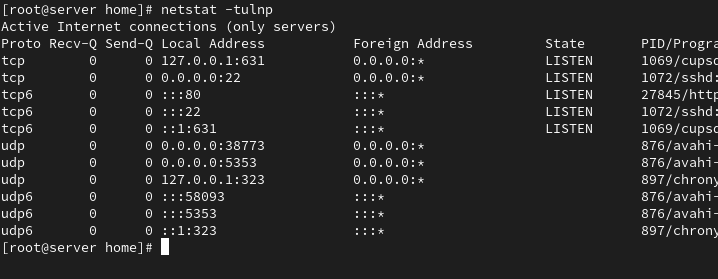 [root@server home]# netstat -tulnp
Active Internet connections (only servers)
Proto Recv-Q Send-Q Local Address           Foreign Address         State       PID/Progra
tcp        0      0 127.0.0.1:631           0.0.0.0:*               LISTEN      1069/cupsd
tcp        0      0 0.0.0.0:22              0.0.0.0:*               LISTEN      1072/sshd:
tcp6       0      0 :::80                   :::*                    LISTEN      27845/http
tcp6       0      0 :::22                   :::*                    LISTEN      1072/sshd:
tcp6       0      0 ::1:631                 :::*                    LISTEN      1069/cupsd
udp        0      0 0.0.0.0:38773           0.0.0.0:*                           876/avahi-
udp        0      0 0.0.0.0:5353            0.0.0.0:*                           876/avahi-
udp        0      0 127.0.0.1:323           0.0.0.0:*                           897/chrony
udp6       0      0 :::58093                :::*                                876/avahi-
udp6       0      0 :::5353                 :::*                                876/avahi-
udp6       0      0 ::1:323                 :::*                                897/chrony
[root@server home]#